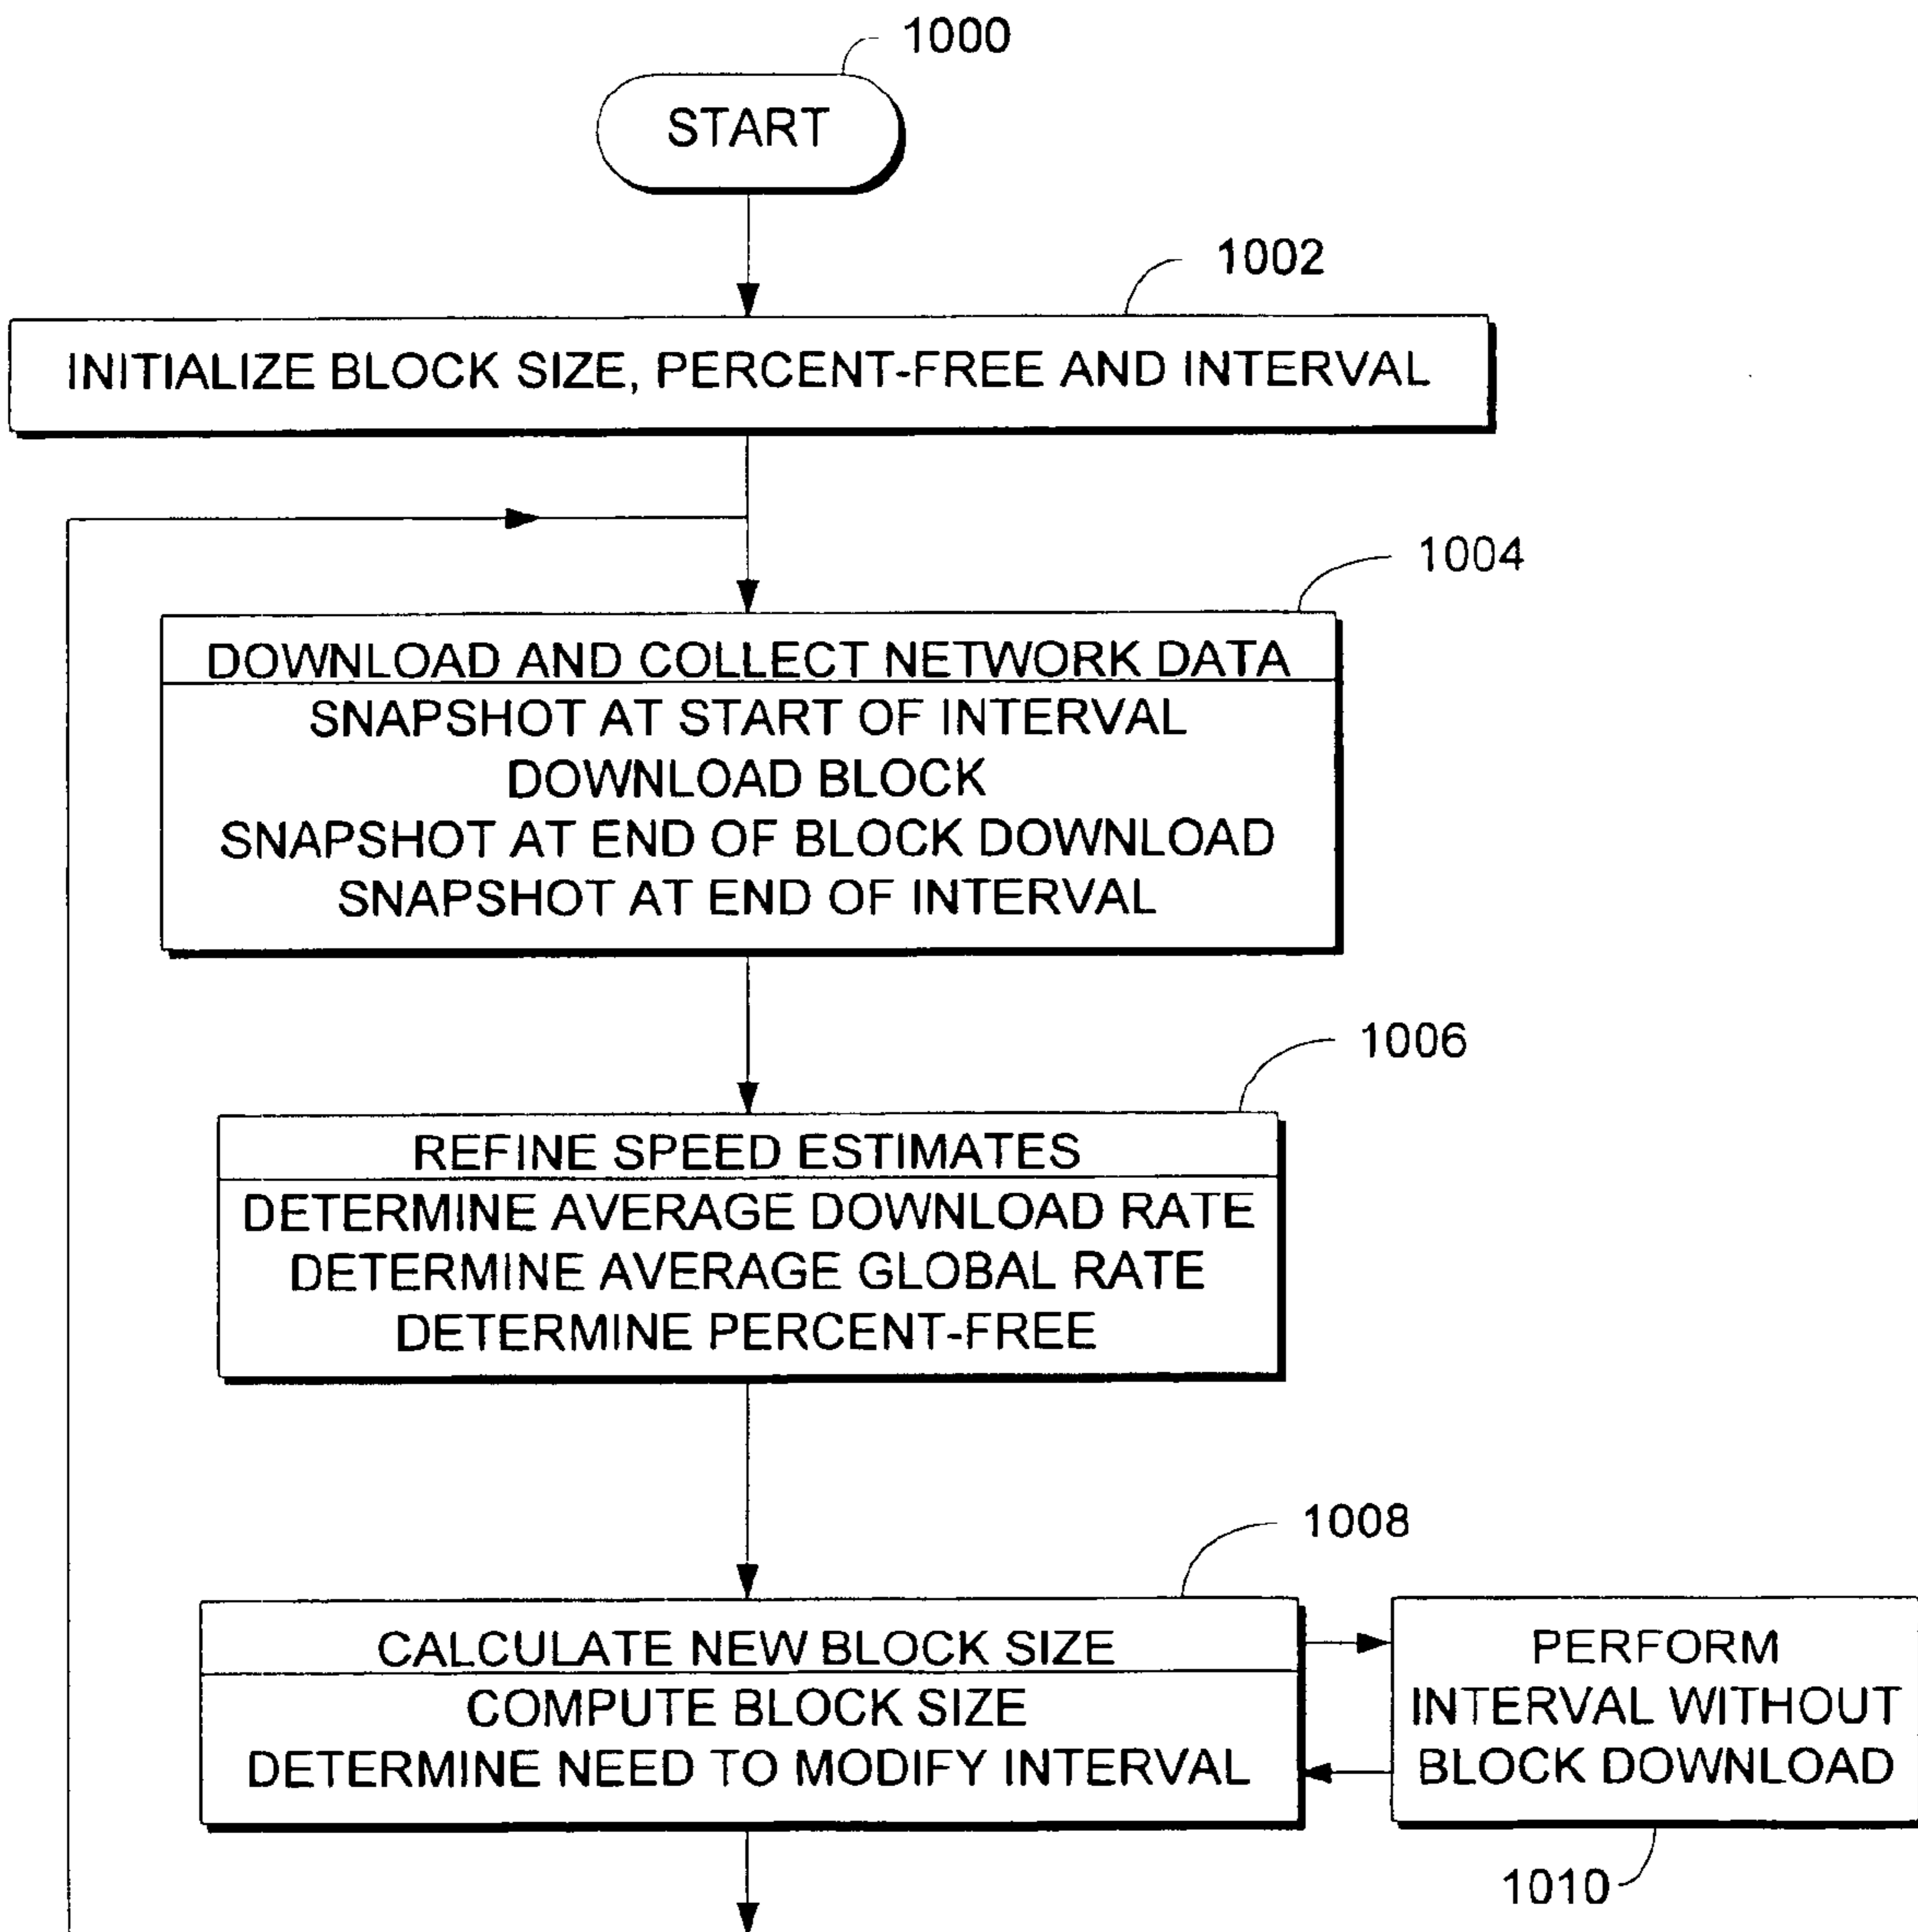 1000
START
1002
INITIALIZE BLOCK SIZE, PERCENT-FREE AND INTERVAL
1004
DOWNLOAD AND COLLECT NETWORK DATA
SNAPSHOT AT START OF INTERVAL
DOWNLOAD BLOCK
SNAPSHOT AT END OF BLOCK DOWNLOAD
SNAPSHOT AT END OF INTERVAL
1006
REFINE SPEED ESTIMATES
DETERMINE AVERAGE DOWNLOAD RATE
DETERMINE AVERAGE GLOBAL RATE
DETERMINE PERCENT-FREE
1008
CALCULATE NEW BLOCK SIZE
COMPUTE BLOCK SIZE
DETERMINE NEED TO MODIFY INTERVAL
PERFORM
INTERVAL WITHOUT
BLOCK DOWNLOAD
1010